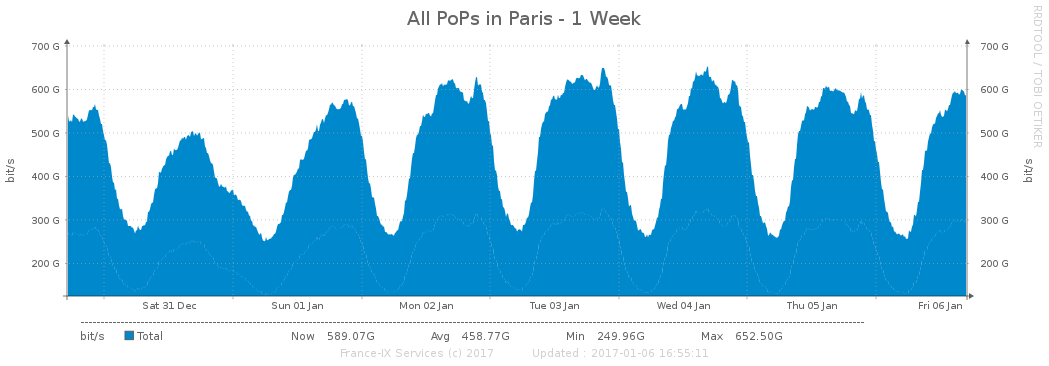 All PoPs in Paris - 1 Week
RRDTOOL / TOBI OETIKER
700 G 700 G
600 G 600 G
500 G 500 G
400 G 400 G
300 G 300 G
200 G 200 G
bit/s bit/s
Sat 31 Dec Sun 01 Jan Mon 02 Jan Tue 03 Jan Wed 04 Jan Thu 05 Jan Fri 06 Jan
bit/s Total Now 589.07G Avg 458.77G Min 249.96G Max 652.50G
France-IX Services (c) 2017 Updated : 2017-01-06 16:55:11